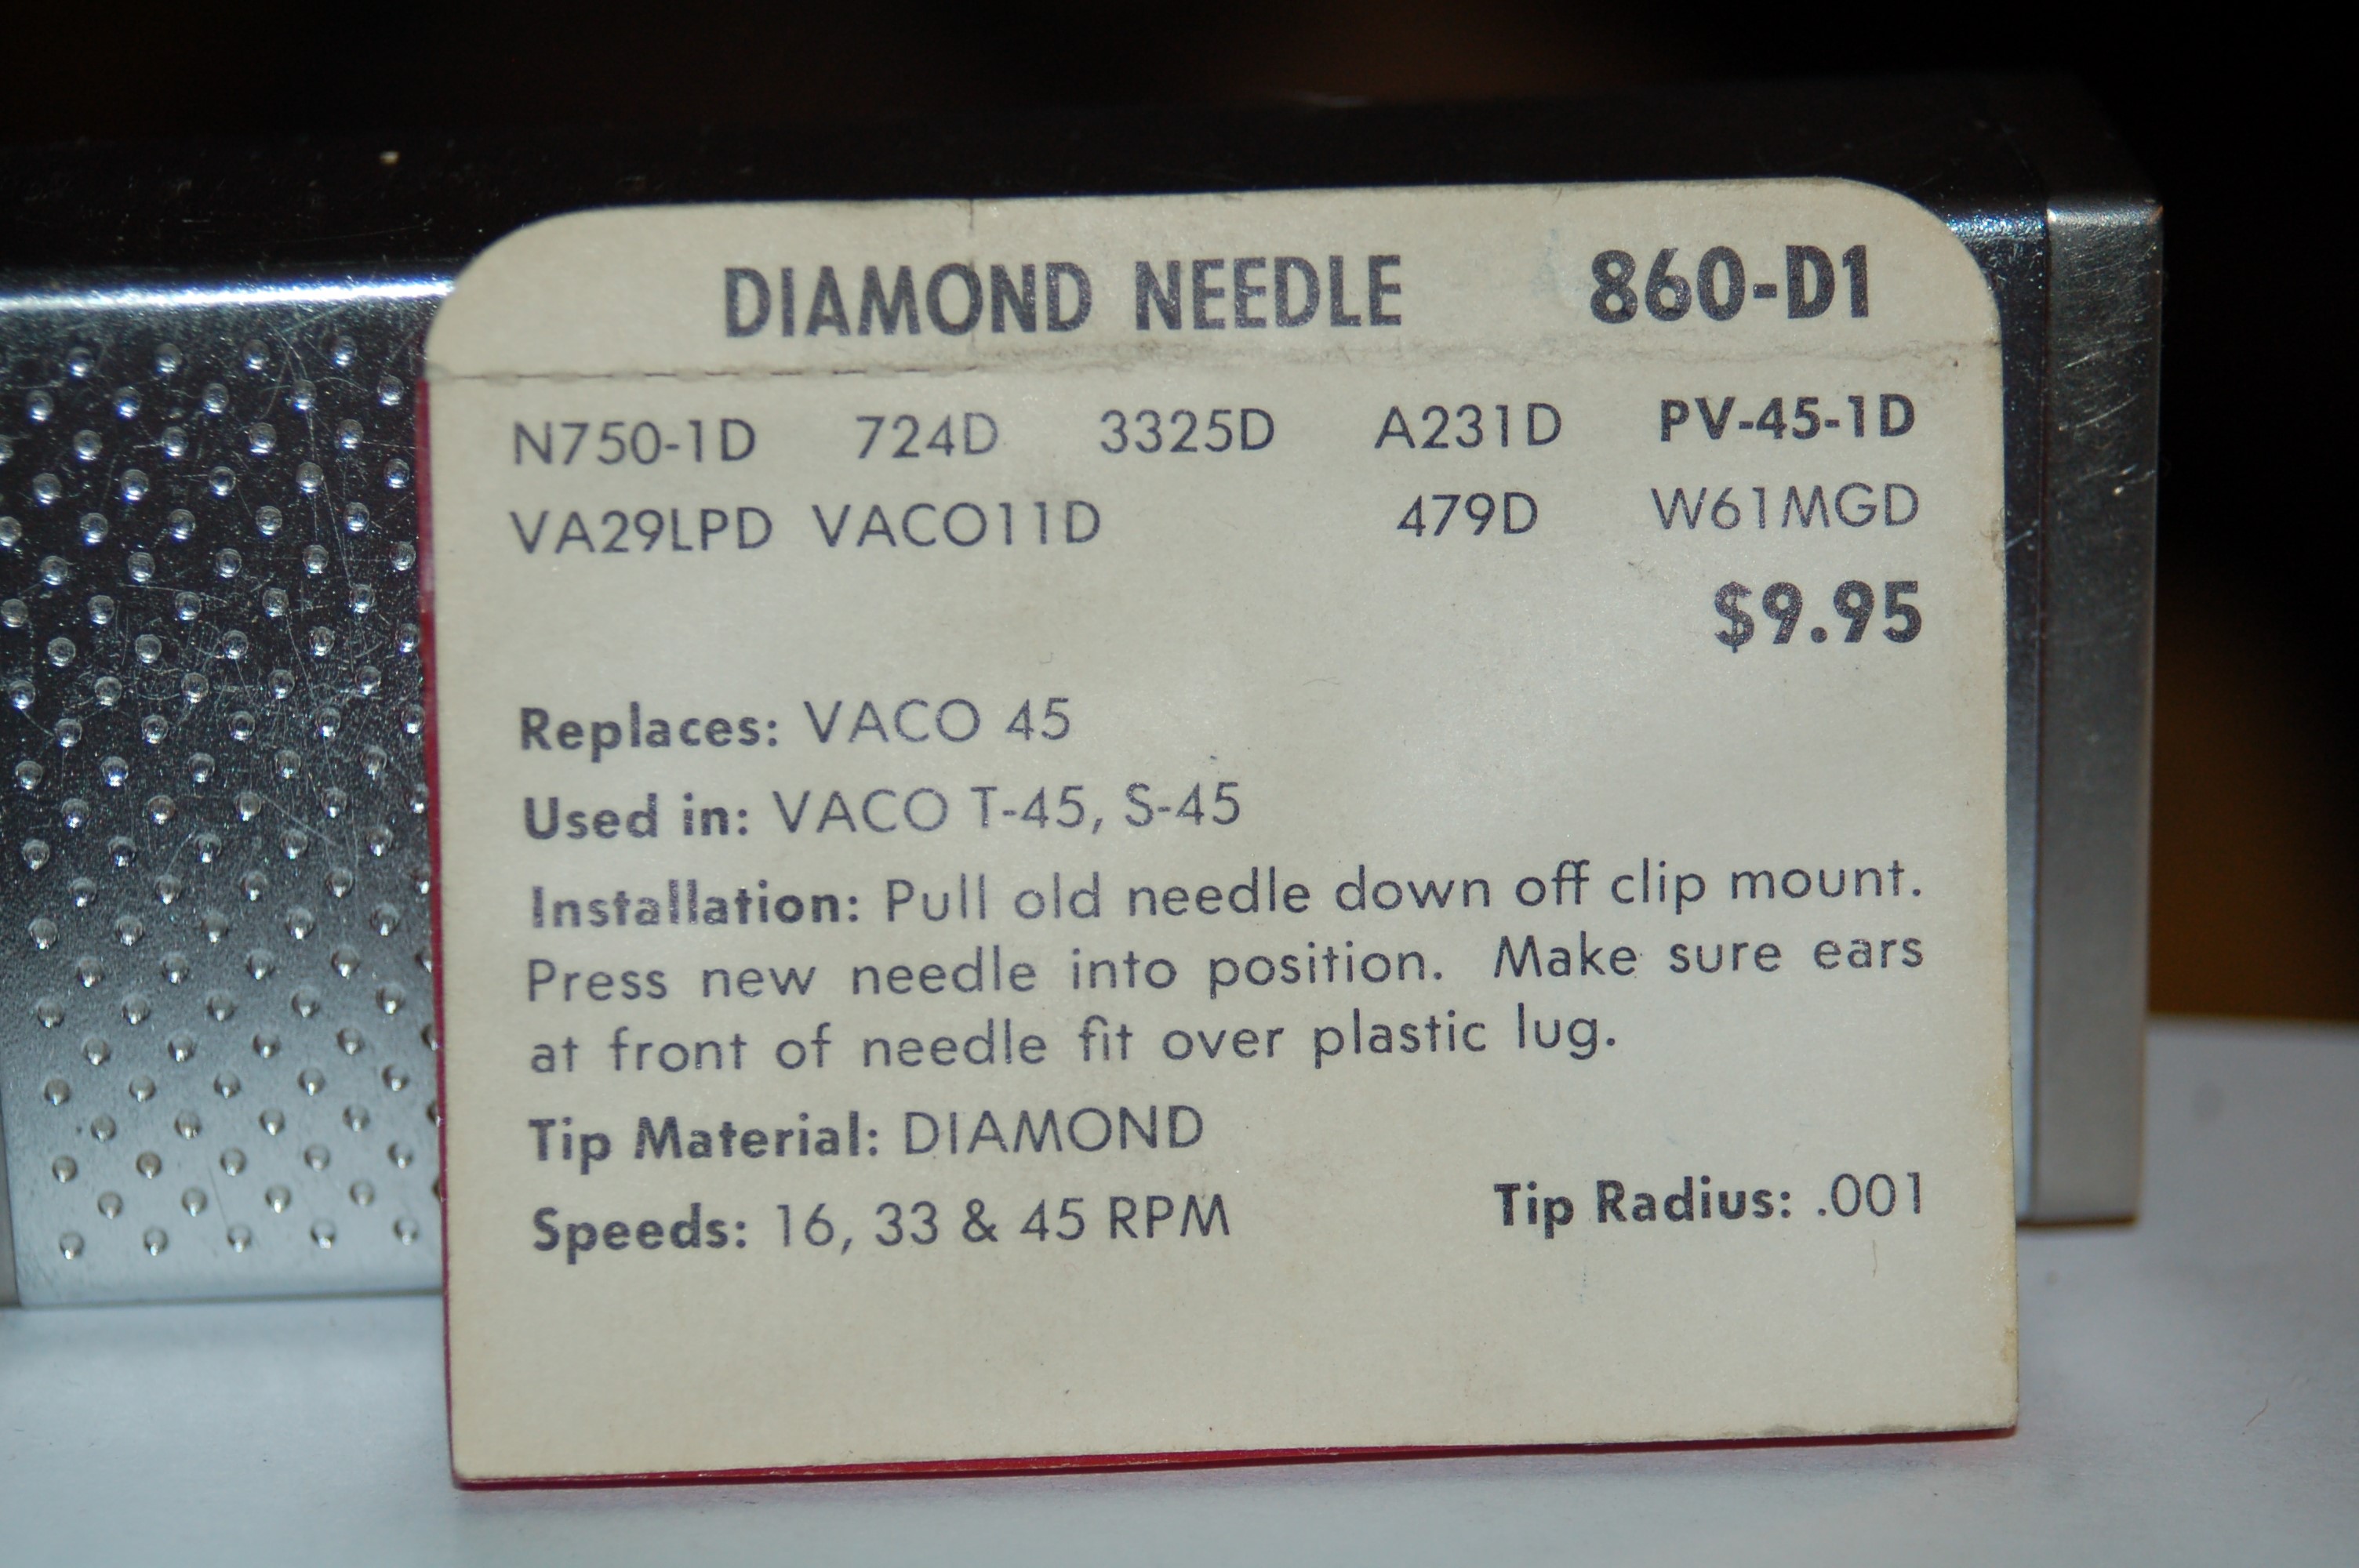 DIAMOND NEEDLE 860-D1
N750-1D 724D 3325D A231D PV-45-1D
VA29LPD VACO11D 479D W61MGD
$9.95
Replaces: VACO 45
Used in: VACO T-45, S-45
Installation: Pull old needle down off clip mount.
Press new needle into position. Make sure ears
at front of needle fit over plastic lug.
Tip Material: DIAMOND
Speeds: 16, 33 & 45 RPM Tip Radius: .001